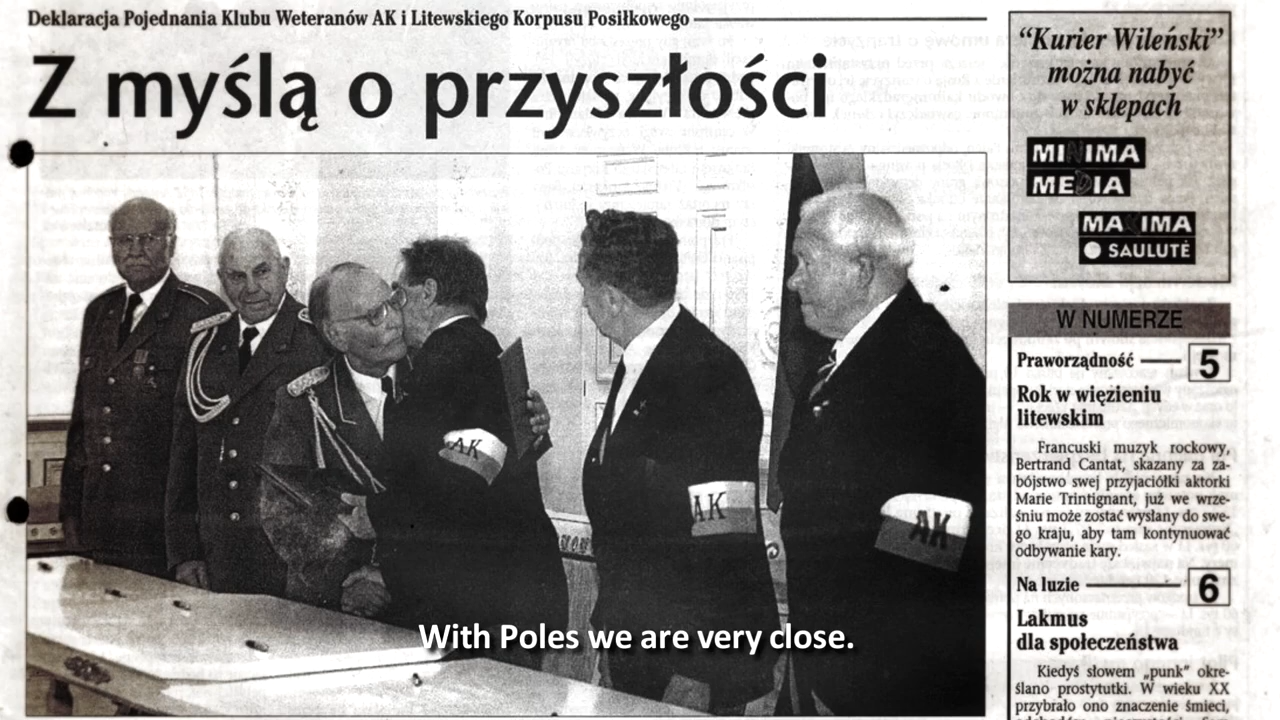 Deklaracja Pojednania Klubu Weteranów AK i Litewskiego Korpusu Posiłkowego
Z myślą o przyszłości
AK
AK
AK
With Poles we are very close.
“Kurier Wileński”
można nabyć
w sklepach
MINIMA
MEDIA
MAXIMA
SAULUTĖ
W NUMERZE
Praworządność 5
Rok w więzieniu
litewskim
Francuski muzyk rockowy,
Bertrand Cantat, skazany za za-
bójstwo swej przyjaciółki aktorki
Marie Trintignant, już we wrze-
śniu może zostać wysłany do swe-
go kraju, aby tam kontynuować
odbywanie kary.
Na luzie 6
Lakmus
dla społeczeństwa
Kiedyś słowem „punk” okre-
ślano prostytutki. W wieku XX
przybrało ono znaczenie śmieci,